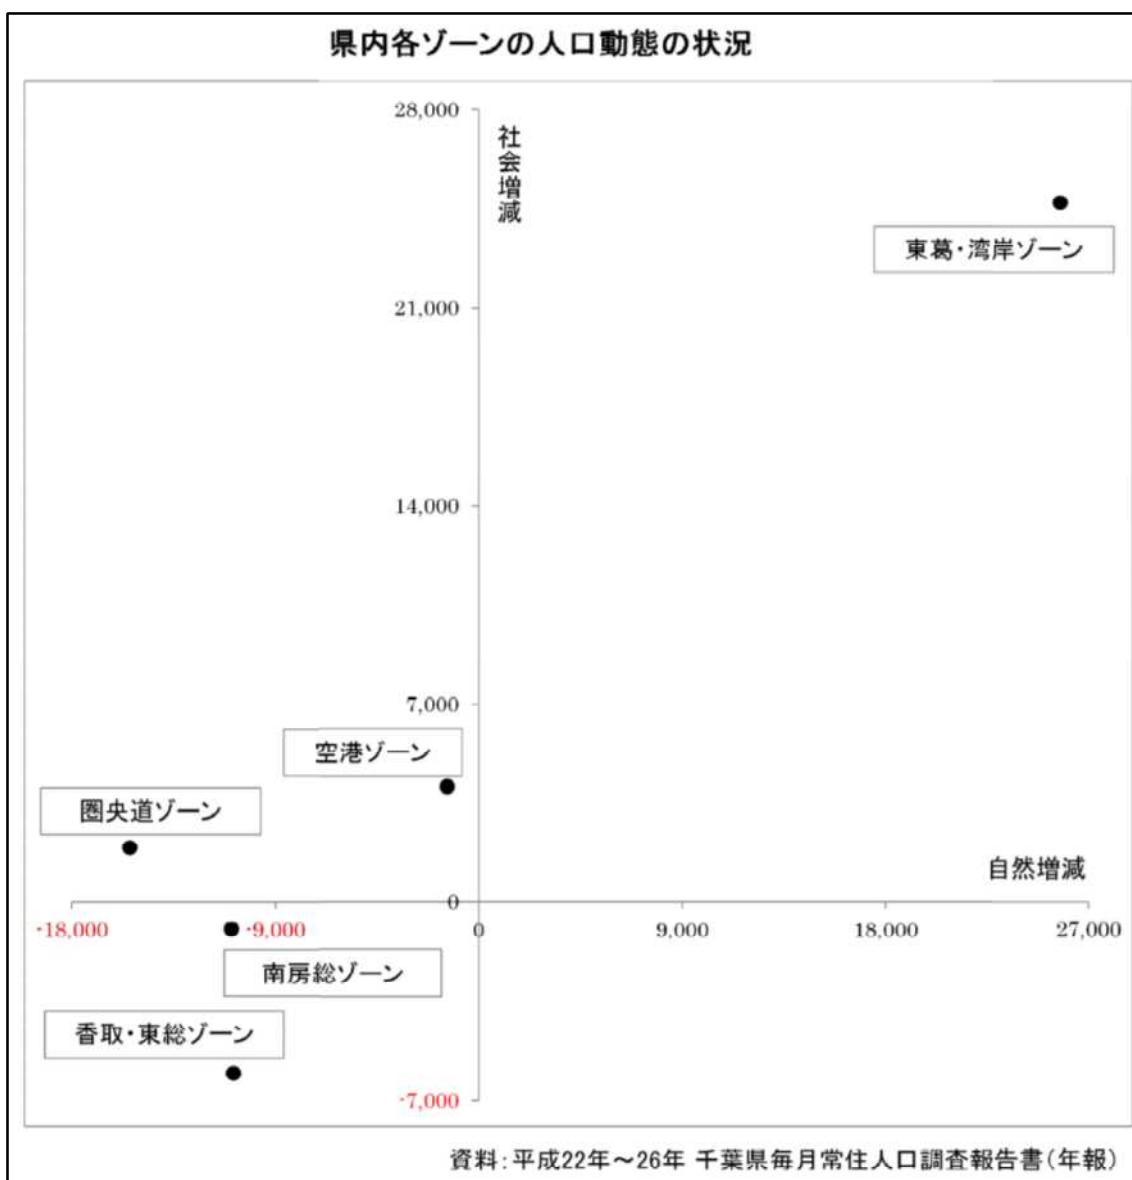 県内各ゾーンの人口動態の状況
28,000
社会増減
東葛・湾岸ゾーン
21,000
14,000
7,000
空港ゾーン
圏央道ゾーン
自然増減
0
-18,000 -9,000 0 9,000 18,000 27,000
南房総ゾーン
香取・東総ゾーン
-7,000
資料：平成22年～26年 千葉県毎月常住人口調査報告書（年報）